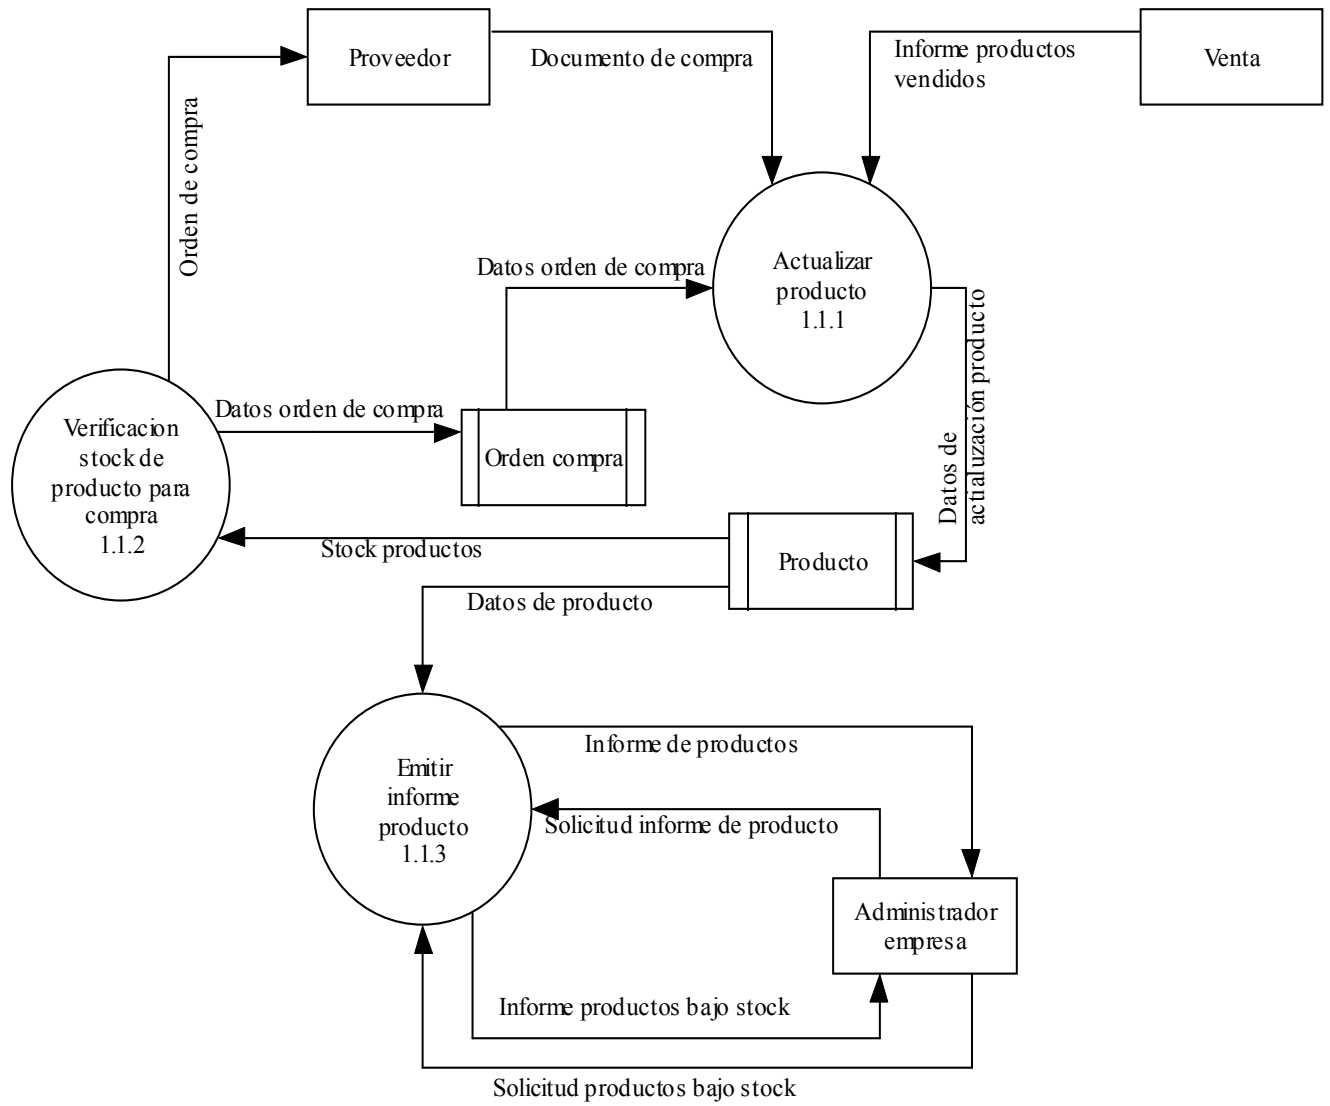 Proveedor
Documento de compra
Informe productos
vendidos
Venta
Orden de compra
Datos orden de compra
Actualizar
producto
1.1.1
Datos de
actialuzación producto
Verificacion
stock de
producto para
compra
1.1.2
Datos orden de compra
Orden compra
Stock productos
Producto
Datos de producto
Emitir
informe
producto
1.1.3
Informe de productos
Solicitud informe de producto
Administrador
empresa
Informe productos bajo stock
Solicitud productos bajo stock